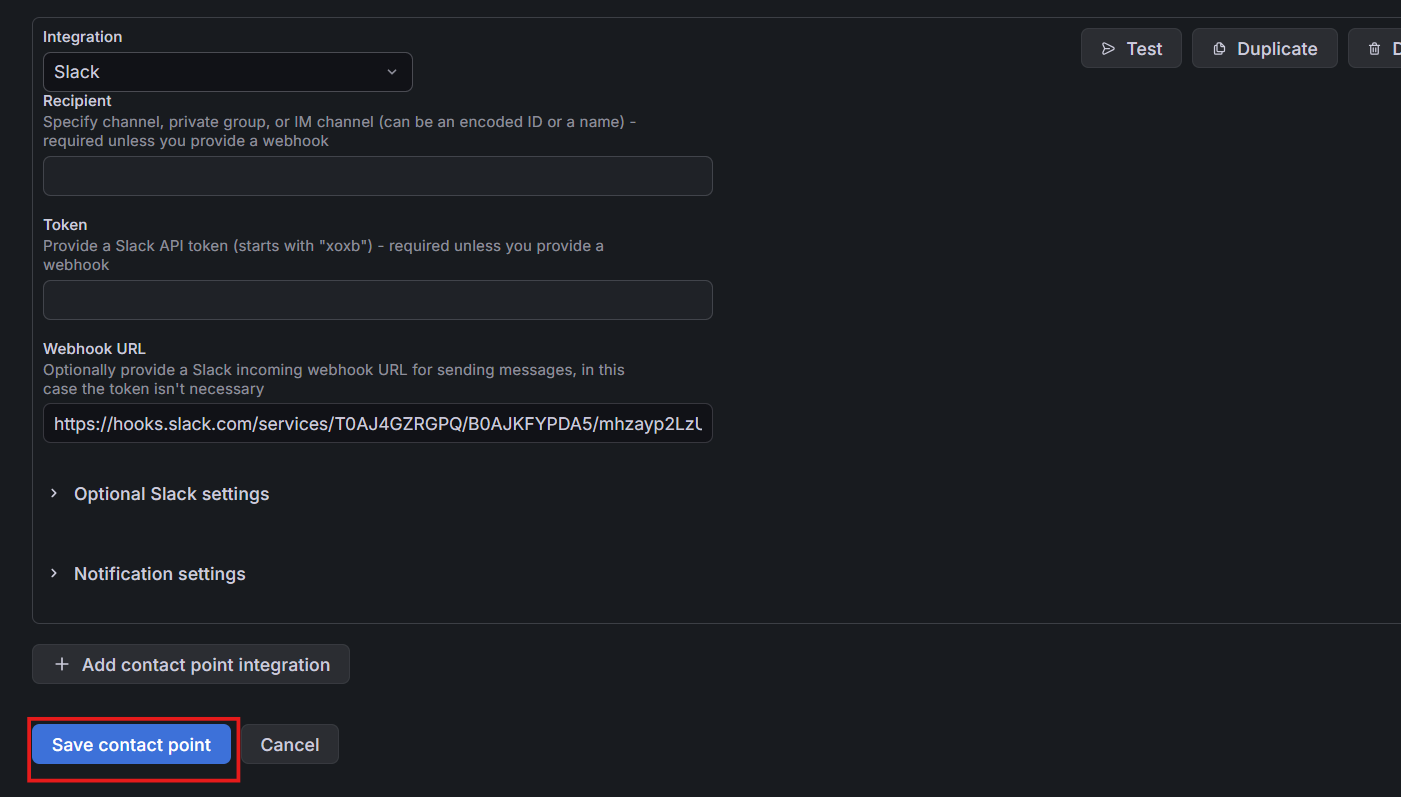 Integration
Test
Duplicate
D
Slack
Recipient
Specify channel, private group, or IM channel (can be an encoded ID or a name) -
required unless you provide a webhook
Token
Provide a Slack API token (starts with "xoxb") - required unless you provide a
webhook
Webhook URL
Optionally provide a Slack incoming webhook URL for sending messages, in this
case the token isn't necessary
https://hooks.slack.com/services/T0AJ4GZRGPQ/B0AJKFYPDA5/mhzayp2LzU
Optional Slack settings
Notification settings
Add contact point integration
Save contact point
Cancel